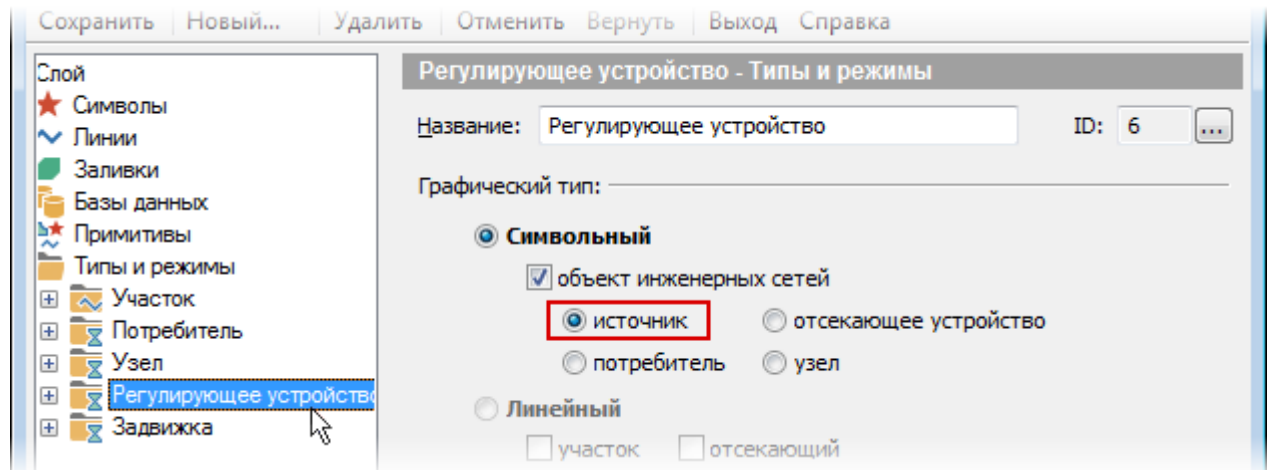 Сохранить Новый... Удалить Отменить Вернуть Выход Справка
Слой
Символы
Линии
Заливки
Базы данных
Примитивы
Типы и режимы
Участок
Потребитель
Узел
Регулирующее устройство
Задвижка
Регулирующее устройство - Типы и режимы
Название: Регулирующее устройство ID: 6 ...
Графический тип:
Символьный
объект инженерных сетей
источник отсекающее устройство
потребитель узел
Линейный
участок отсекающий